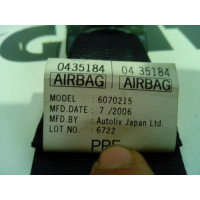 0435184 04 35184
AIRBAG AIRBAG
MODEL : 6070215
MFD.DATE : 7 /2006
MFD.BY : Autoliv Japan Ltd.
LOT NO. : 6722
PRE